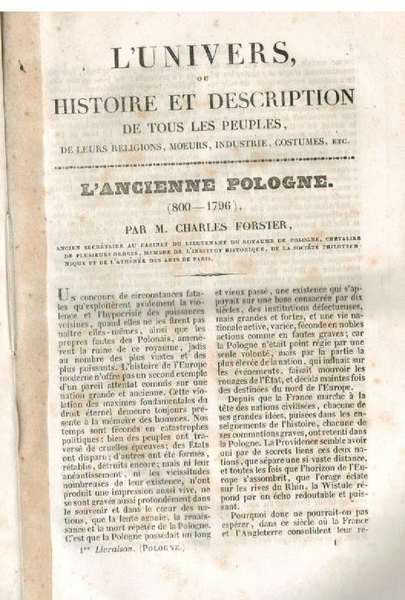 L'UNIVERS,
OU
HISTOIRE ET DESCRIPTION
DE TOUS LES PEUPLES,
DE LEURS RELIGIONS, MOEURS, INDUSTRIE, COSTUMES, ETC.
L'ANCIENNE POLOGNE.
(800—1796),
PAR M. CHARLES FORSTER,
ANCIEN SECRÉTAIRE AU CABINET DU LIEUTENANT DU ROYAUME DE POLOGNE, CHEVALIER
DE PLUSIEURS ORDRES, MEMBRE DE L'INSTITUT HISTORIQUE, DE LA SOCIÉTÉ PHILOTECH
NIQUE ET DE L'ATHÉNÉE DES ARTS DE PARIS.
UN concours de circonstances fata-
les qu'exploitèrent avidement la violen-
ce et l'hypocrisie des puissances
voisines, quand elles ne les firent pas
naître elles-mêmes, ainsi que les
propres fautes des Polonais, amenè-
rent la ruine de ce royaume, jadis
au nombre des plus vastes et des
plus puissants. L'histoire de l'Europe
moderne n'offre pas un second exemple
d'un pareil attentat commis sur une
nation grande et ancienne. Cette vio-
lation des maximes fondamentales du
droit éternel demeure toujours pré-
sente à la mémoire des hommes. Nos
temps sont féconds en catastrophes
politiques: bien des peuples ont tra-
versé de cruelles épreuves; des États
ont disparu; d'autres ont été formés,
rétablis, détruits encore; mais ni leur
anéantissement, ni les vicissitudes
nombreuses de leur existence, n'ont
produit une impression aussi vive, ne
se sont gravés aussi profondément dans
le souvenir et dans le cœur des na-
tions, que la lente agonie, la renais-
sance et la mort répétée de la Pologne.
C'est que la Pologne possédait un long
1re Livraison. (POLOGNE.)
et vieux passé, une existence qui s'ap-
puyait sur une base consacrée par dix
siècles, des institutions défectueuses,
mais grandes et fortes, et une vie na-
tionale active, variée, féconde en nobles
actions comme en fautes graves; car
la Pologne n'était point régie par une
seule volonté, mais par la partie la
plus élevée de la nation, qui influait sur
les événements, faisait mouvoir les
rouages de l'État, et décida maintes fois
des destinées du nord de l'Europe.
Depuis que la France marche à la
tête des nations civilisées, chacune de
ses grandes idées, puisées dans les en-
seignements de l'histoire, chacune de
ses commotions graves, ont retenti dans
la Pologne. La Providence semble avoir
uni par de secrets liens ces deux na-
tions, que sépare une si vaste distance,
et toutes les fois que l'horizon de l'Eu-
rope s'assombrit, que l'orage éclate
sur les rives du Rhin, la Wistule ré-
pond par un écho redoutable et puis-
sant.
Pourquoi donc ne pourrait-on pas
espérer, dans ce siècle où la France
et l'Angleterre consolident leur ré-